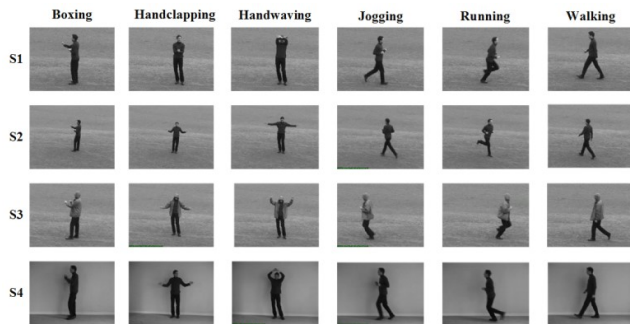 Boxing Handclapping Handwaving Jogging Running Walking
S1
S2
S3
S4